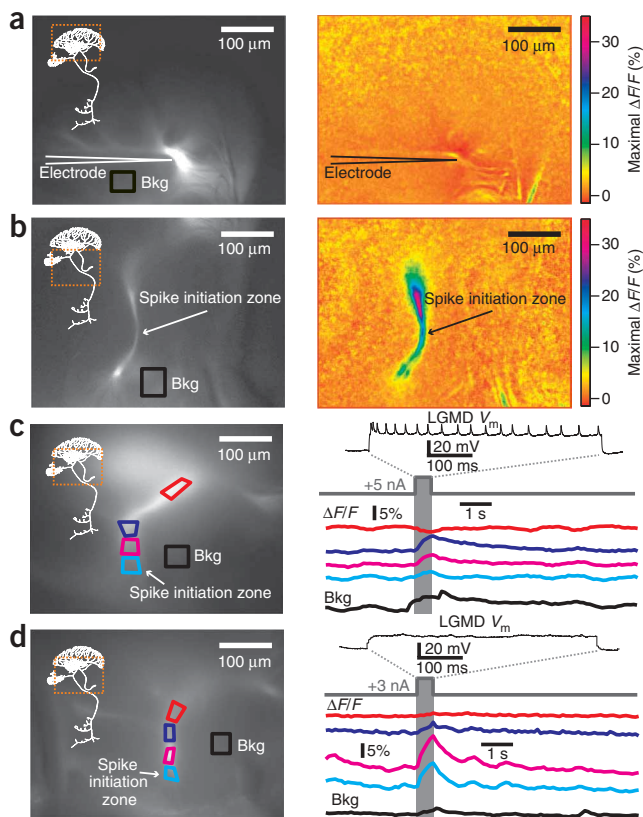 a
100 μm
Electrode
Bkg
100 μm
30
20
10
0
Maximal ΔF/F (%)
b
100 μm
Spike initiation zone
Bkg
100 μm
Spike initiation zone
30
20
10
0
Maximal ΔF/F (%)
c
100 μm
Bkg
Spike initiation zone
LGMD Vm
20 mV
100 ms
+5 nA
ΔF/F
5%
1 s
Bkg
d
100 μm
Bkg
Spike
initiation
zone
LGMD Vm
20 mV
100 ms
+3 nA
ΔF/F
5%
1 s
Bkg